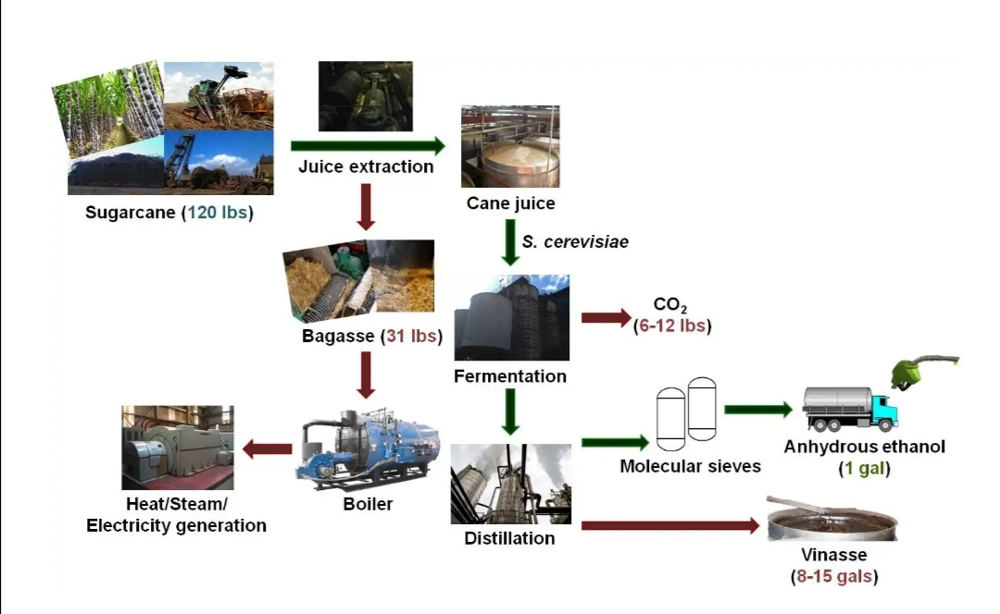 Juice extraction
Sugarcane (120 lbs)
Cane juice
S. cerevisiae
Bagasse (31 lbs)
CO₂
(6-12 lbs)
Fermentation
Molecular sieves
Anhydrous ethanol
(1 gal)
Heat/Steam/
Electricity generation
Boiler
Distillation
Vinasse
(8-15 gals)